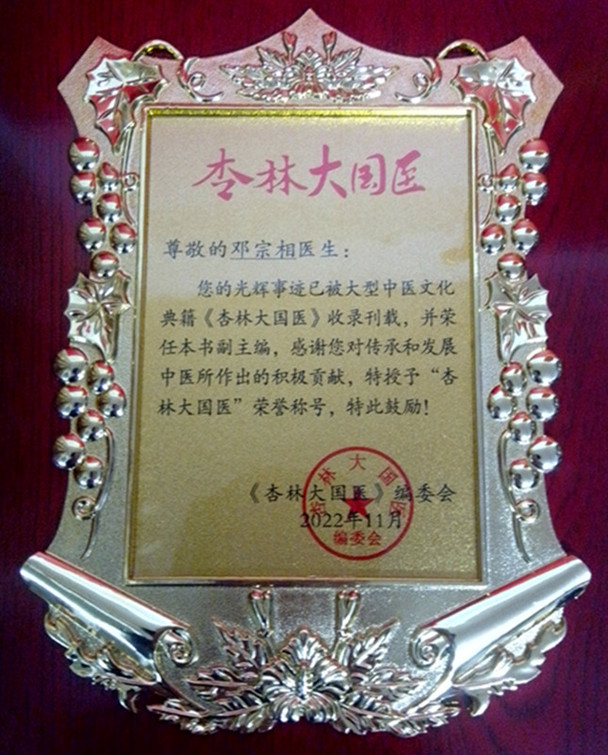 杏林大国医
尊敬的邓宗相医生：
您的光辉事迹已被大型中医文化
典籍《杏林大国医》收录刊载，并荣
任本书副主编，感谢您对传承和发展
中医所作出的积极贡献，特授予“杏
林大国医”荣誉称号，特此鼓励！
《杏林大国医》编委会
2022年11月
杏林大国医
编委会